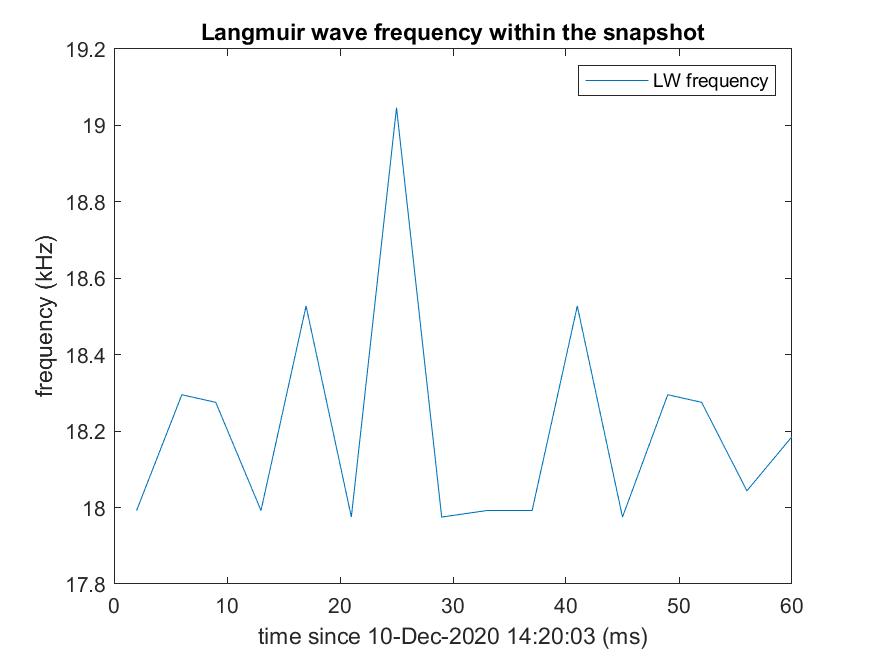 Langmuir wave frequency within the snapshot
19.2
LW frequency
19
18.8
18.6
18.4
18.2
18
17.8
frequency (kHz)
0 10 20 30 40 50 60
time since 10-Dec-2020 14:20:03 (ms)